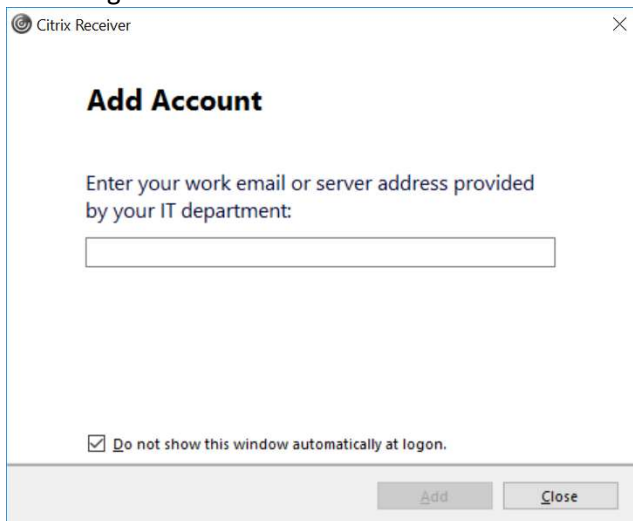 Citrix Receiver
Add Account
Enter your work email or server address provided
by your IT department:
Do not show this window automatically at logon.
Add
Close